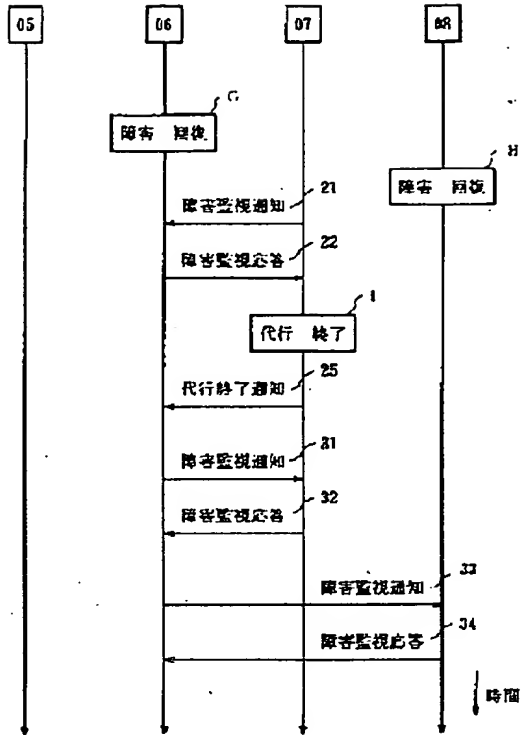 05 06 07 08
G
障害 回復
H
障害 回復
21
障害監視通知
22
障害監視応答
I
代行 終了
25
代行終了通知
31
障害監視通知
32
障害監視応答
33
障害監視通知
34
障害監視応答
時間